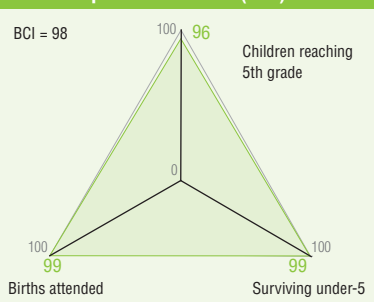 BCI = 98
100
96
Children reaching
5th grade
0
100
99
Births attended
100
99
Surviving under-5